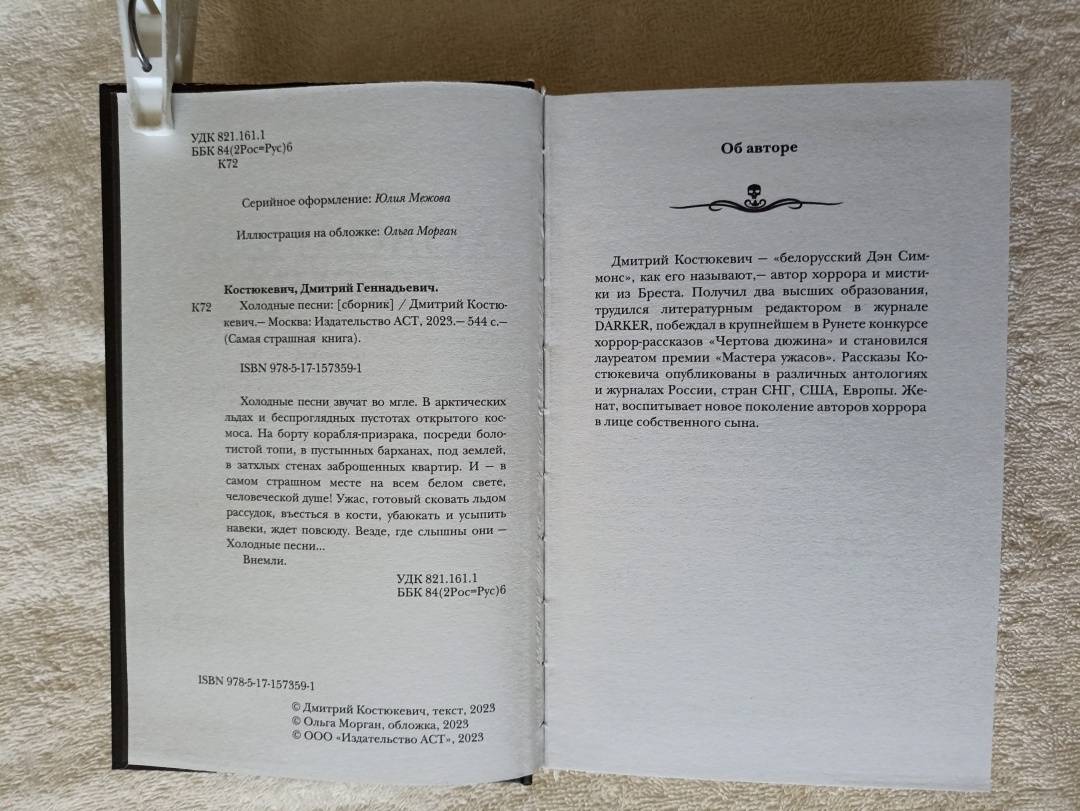 УДК 821.161.1
ББК 84(2Рос=Рус)6
К72
Серийное оформление: Юлия Межова
Иллюстрация на обложке: Ольга Морган
Костюкевич, Дмитрий Геннадьевич.
К72 Холодные песни: [сборник] / Дмитрий Костю-
кевич.— Москва: Издательство АСТ, 2023.— 544 с.—
(Самая страшная книга).
ISBN 978-5-17-157359-1
Холодные песни звучат во мгле. В арктических
льдах и беспроглядных пустотах открытого кос-
моса. На борту корабля-призрака, посреди боло-
тистой топи, в пустынных барханах, под землей,
в затхлых стенах заброшенных квартир. И — в
самом страшном месте на всем белом свете,
человеческой душе! Ужас, готовый сковать льдом
рассудок, въесться в кости, убаюкать и усыпить
навеки, ждет повсюду. Везде, где слышны они —
Холодные песни...
Внемли.
УДК 821.161.1
ББК 84(2Рос=Рус)6
ISBN 978-5-17-157359-1
© Дмитрий Костюкевич, текст, 2023
© Ольга Морган, обложка, 2023
© ООО «Издательство АСТ», 2023
Об авторе
Дмитрий Костюкевич — «белорусский Дэн Сим-
монс», как его называют,— автор хоррора и мисти-
ки из Бреста. Получил два высших образования,
трудился литературным редактором в журнале
DARKER, побеждал в крупнейшем в Рунете конкурсе
хоррор-рассказов «Чертова дюжина» и становился
лауреатом премии «Мастера ужасов». Рассказы Ко-
стюкевича опубликованы в различных антологиях
и журналах России, стран СНГ, США, Европы. Же-
нат, воспитывает новое поколение авторов хоррора
в лице собственного сына.